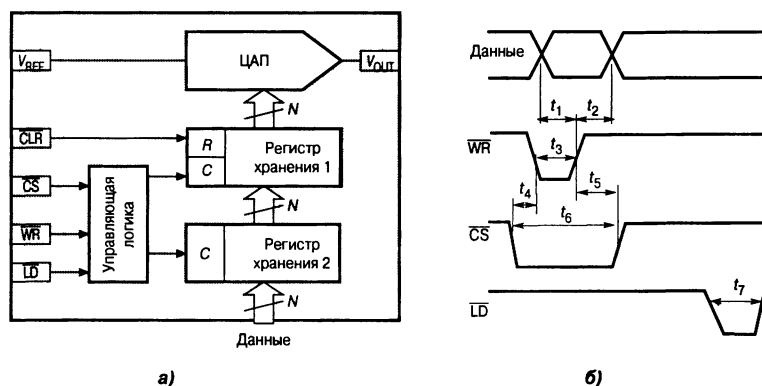 V_REF
ЦАП
V_OUT
N
CLR
R
C
Регистр
хранения 1
CS
WR
LD
Управляющая
логика
N
C
Регистр
хранения 2
N
Данные
а)
Данные
t1
t2
WR
t3
t4
t5
CS
t6
LD
t7
б)